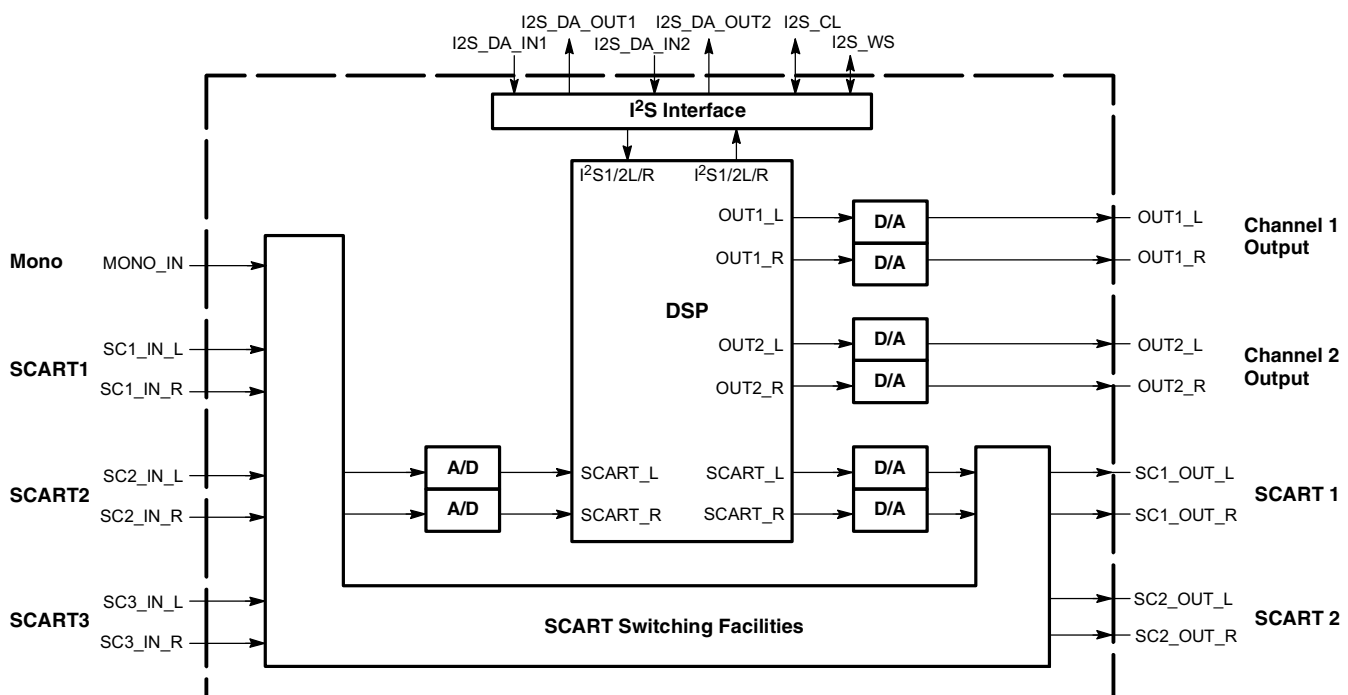 I2S_DA_OUT1 I2S_DA_OUT2 I2S_CL
I2S_DA_IN1 I2S_DA_IN2 I2S_WS
I²S Interface
I²S1/2L/R I²S1/2L/R
OUT1_L D/A OUT1_L
Channel 1
Output
OUT1_R D/A OUT1_R
Mono MONO_IN
DSP
SC1_IN_L OUT2_L D/A OUT2_L
SCART1
Channel 2
Output
SC1_IN_R OUT2_R D/A OUT2_R
SC2_IN_L A/D SCART_L SCART_L D/A SC1_OUT_L
SCART2 SCART 1
SC2_IN_R A/D SCART_R SCART_R D/A SC1_OUT_R
SC3_IN_L SC2_OUT_L
SCART3 SCART Switching Facilities SCART 2
SC3_IN_R SC2_OUT_R